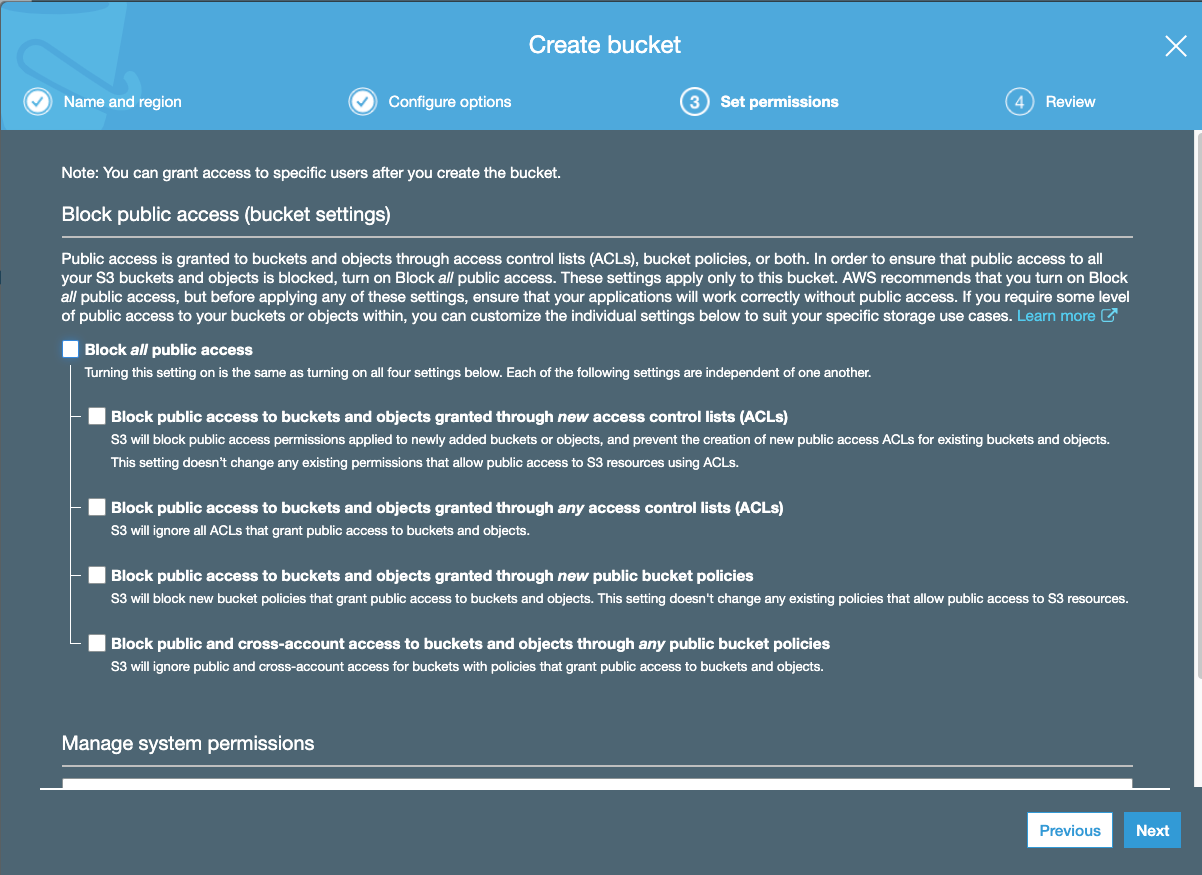 Create bucket
Name and region
Configure options
3 Set permissions
4 Review
Note: You can grant access to specific users after you create the bucket.
Block public access (bucket settings)
Public access is granted to buckets and objects through access control lists (ACLs), bucket policies, or both. In order to ensure that public access to all
your S3 buckets and objects is blocked, turn on Block all public access. These settings apply only to this bucket. AWS recommends that you turn on Block
all public access, but before applying any of these settings, ensure that your applications will work correctly without public access. If you require some level
of public access to your buckets or objects within, you can customize the individual settings below to suit your specific storage use cases. Learn more
Block all public access
Turning this setting on is the same as turning on all four settings below. Each of the following settings are independent of one another.
Block public access to buckets and objects granted through new access control lists (ACLs)
S3 will block public access permissions applied to newly added buckets or objects, and prevent the creation of new public access ACLs for existing buckets and objects.
This setting doesn't change any existing permissions that allow public access to S3 resources using ACLs.
Block public access to buckets and objects granted through any access control lists (ACLs)
S3 will ignore all ACLs that grant public access to buckets and objects.
Block public access to buckets and objects granted through new public bucket policies
S3 will block new bucket policies that grant public access to buckets and objects. This setting doesn't change any existing policies that allow public access to S3 resources.
Block public and cross-account access to buckets and objects through any public bucket policies
S3 will ignore public and cross-account access for buckets with policies that grant public access to buckets and objects.
Manage system permissions
Previous
Next